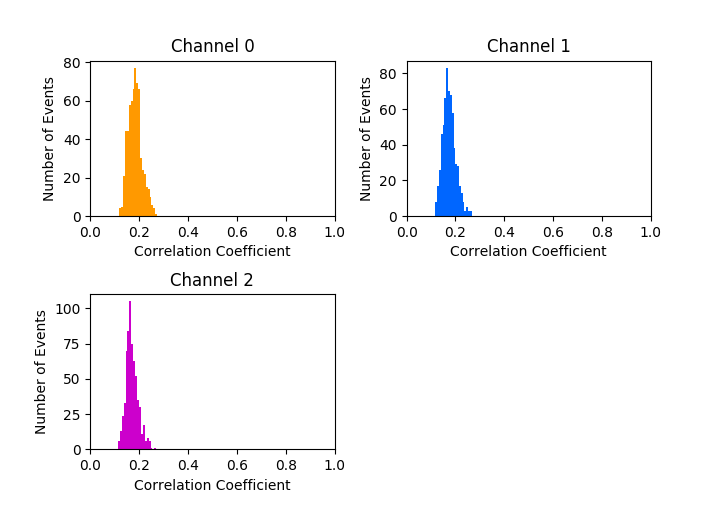 Channel 0
Number of Events
80
60
40
20
0
0.0 0.2 0.4 0.6 0.8 1.0
Correlation Coefficient
Channel 1
Number of Events
80
60
40
20
0
0.0 0.2 0.4 0.6 0.8 1.0
Correlation Coefficient
Channel 2
Number of Events
100
75
50
25
0
0.0 0.2 0.4 0.6 0.8 1.0
Correlation Coefficient